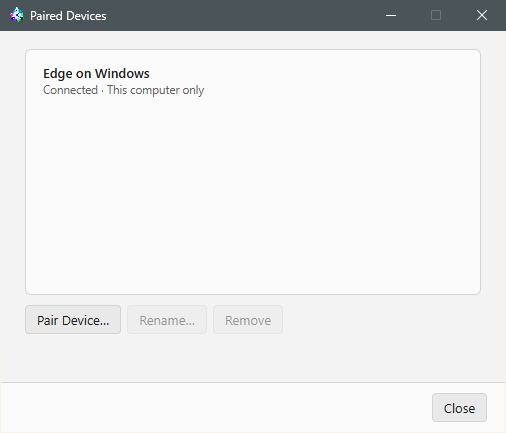 Paired Devices
Edge on Windows
Connected · This computer only
Pair Device...
Rename...
Remove
Close